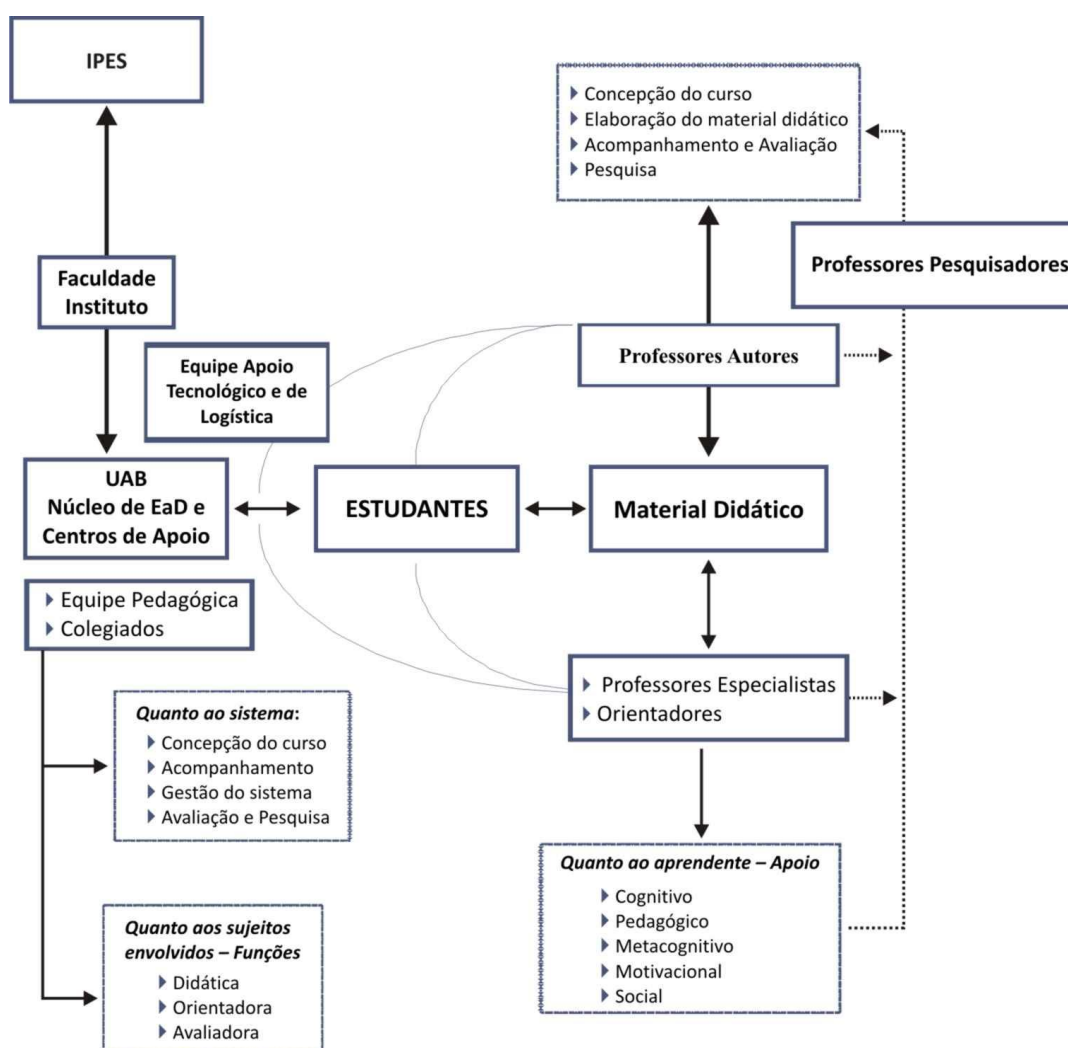 IPES
Concepção do curso
Elaboração do material didático
Acompanhamento e Avaliação
Pesquisa
Professores Pesquisadores
Faculdade
Instituto
Equipe Apoio
Tecnológico e de
Logística
Professores Autores
UAB
Núcleo de EaD e
Centros de Apoio
ESTUDANTES
Material Didático
Equipe Pedagógica
Colegiados
Professores Especialistas
Orientadores
Quanto ao sistema:
Concepção do curso
Acompanhamento
Gestão do sistema
Avaliação e Pesquisa
Quanto ao aprendente – Apoio
Cognitivo
Pedagógico
Metacognitivo
Motivacional
Social
Quanto aos sujeitos
envolvidos – Funções
Didática
Orientadora
Avaliadora